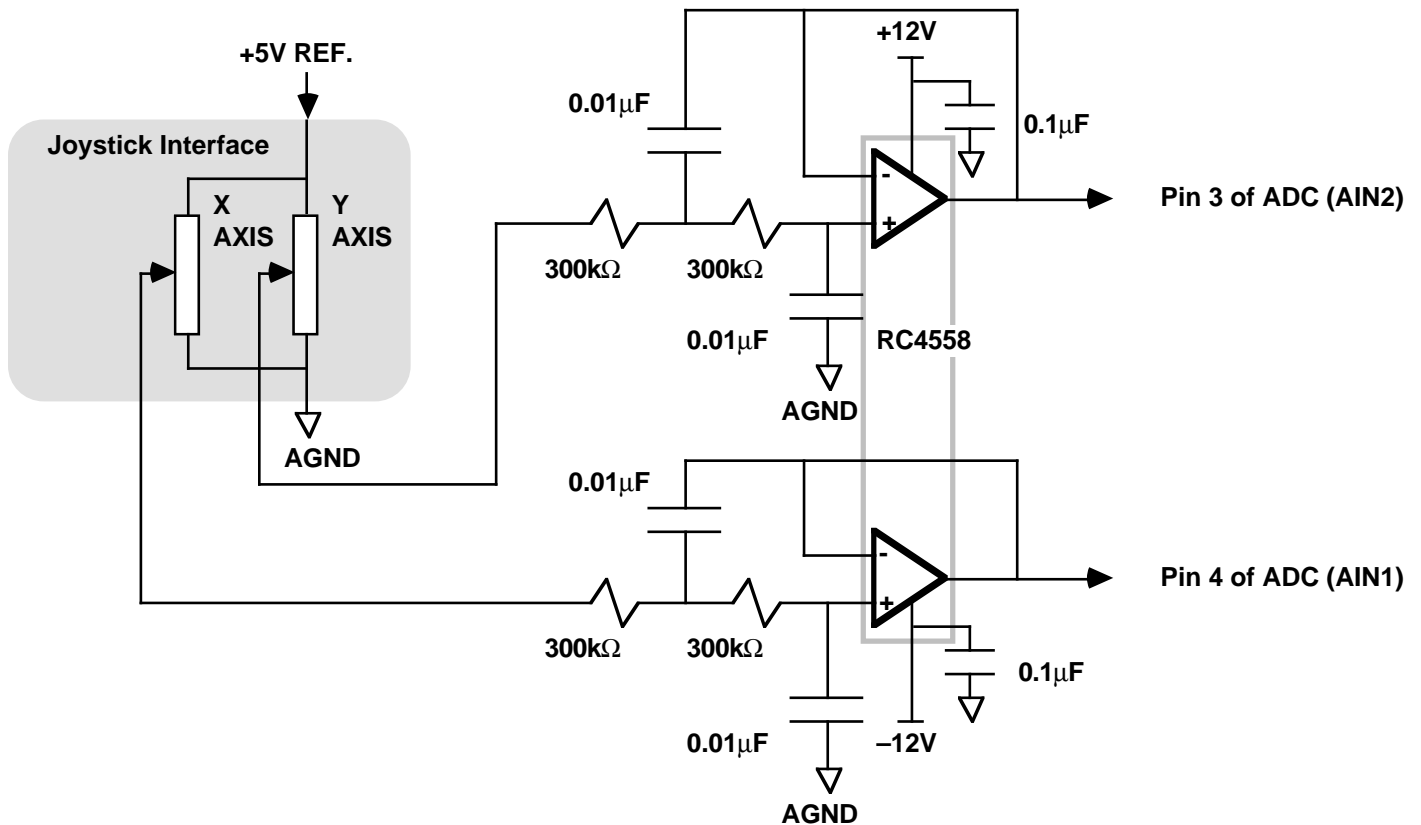 +5V REF.
Joystick Interface
X
AXIS
Y
AXIS
AGND
0.01µF
300kΩ
300kΩ
0.01µF
AGND
+12V
0.1µF
-
+
RC4558
Pin 3 of ADC (AIN2)
0.01µF
300kΩ
300kΩ
0.01µF
AGND
-
+
–12V
0.1µF
Pin 4 of ADC (AIN1)